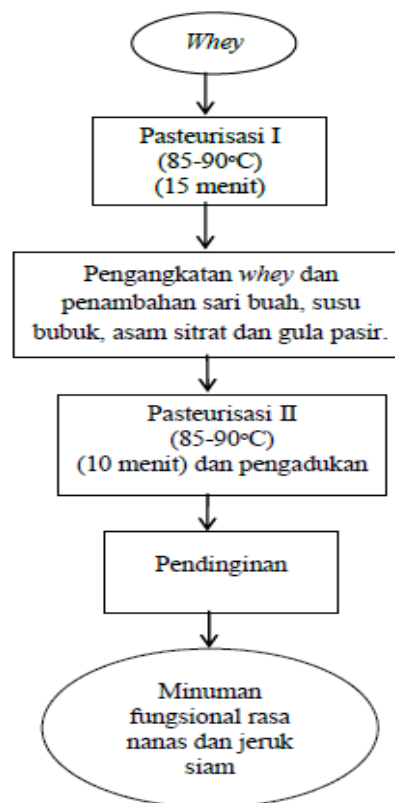 Whey
Pasteurisasi I
(85-90°C)
(15 menit)
Pengangkatan whey dan
penambahan sari buah, susu
bubuk, asam sitrat dan gula pasir.
Pasteurisasi II
(85-90°C)
(10 menit) dan pengadukan
Pendinginan
Minuman
fungsional rasa
nanas dan jeruk
siam